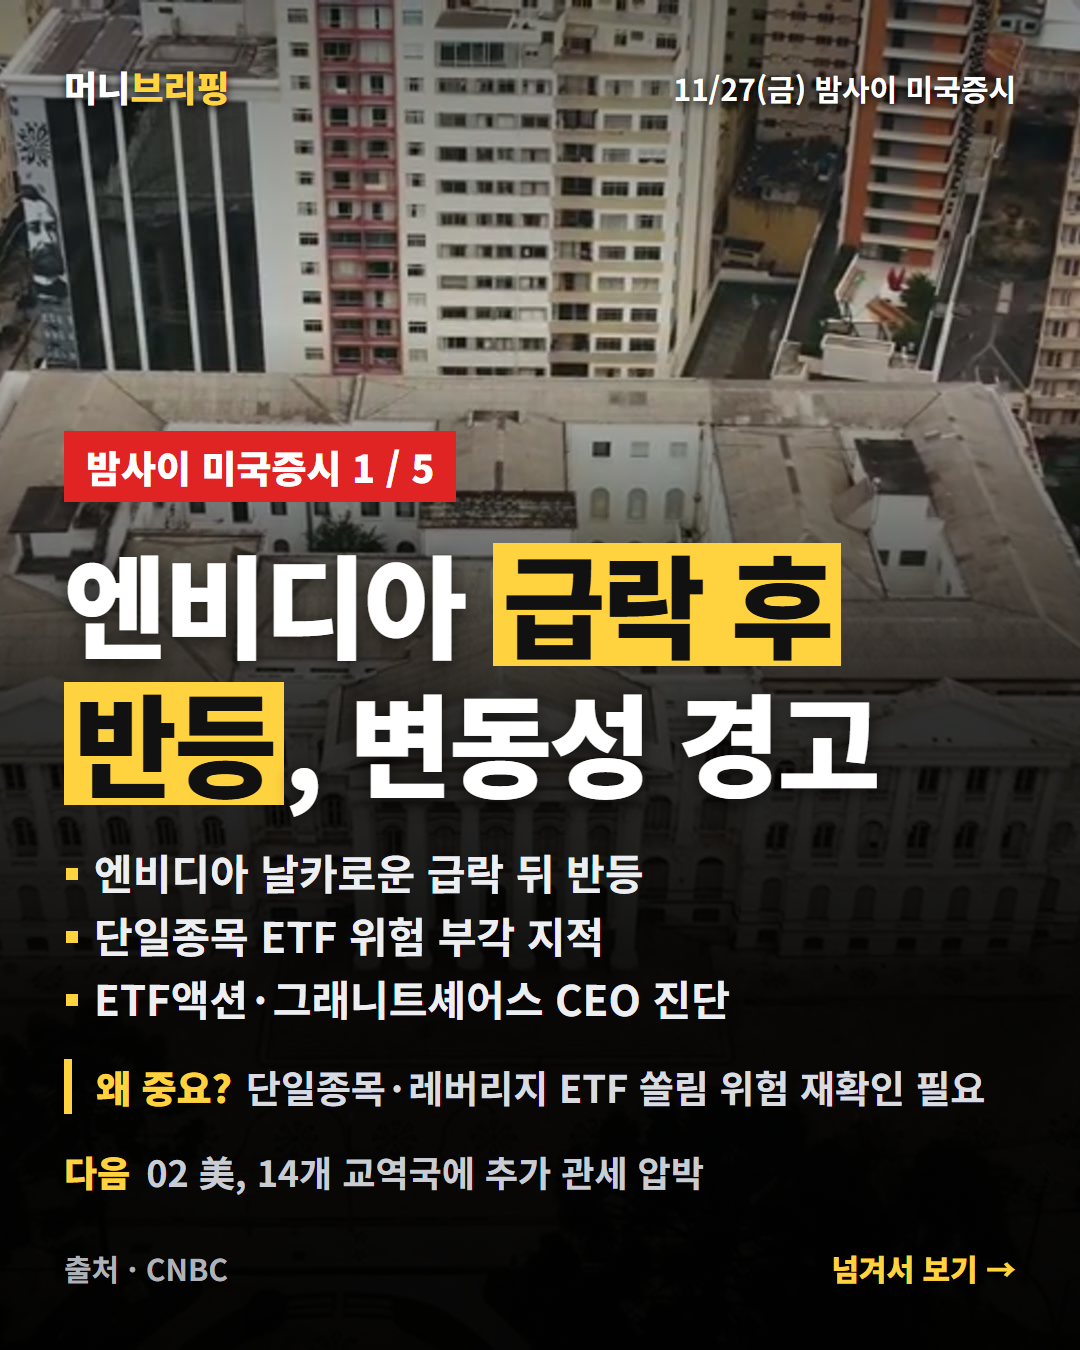 머니브리핑
11/27(금) 밤사이 미국증시
밤사이 미국증시 1 / 5
엔비디아 급락 후
반등, 변동성 경고
엔비디아 날카로운 급락 뒤 반등
단일종목 ETF 위험 부각 지적
ETF액션·그래니트셰어스 CEO 진단
왜 중요? 단일종목·레버리지 ETF 쏠림 위험 재확인 필요
다음 02 美, 14개 교역국에 추가 관세 압박
출처 · CNBC
넘겨서 보기 →